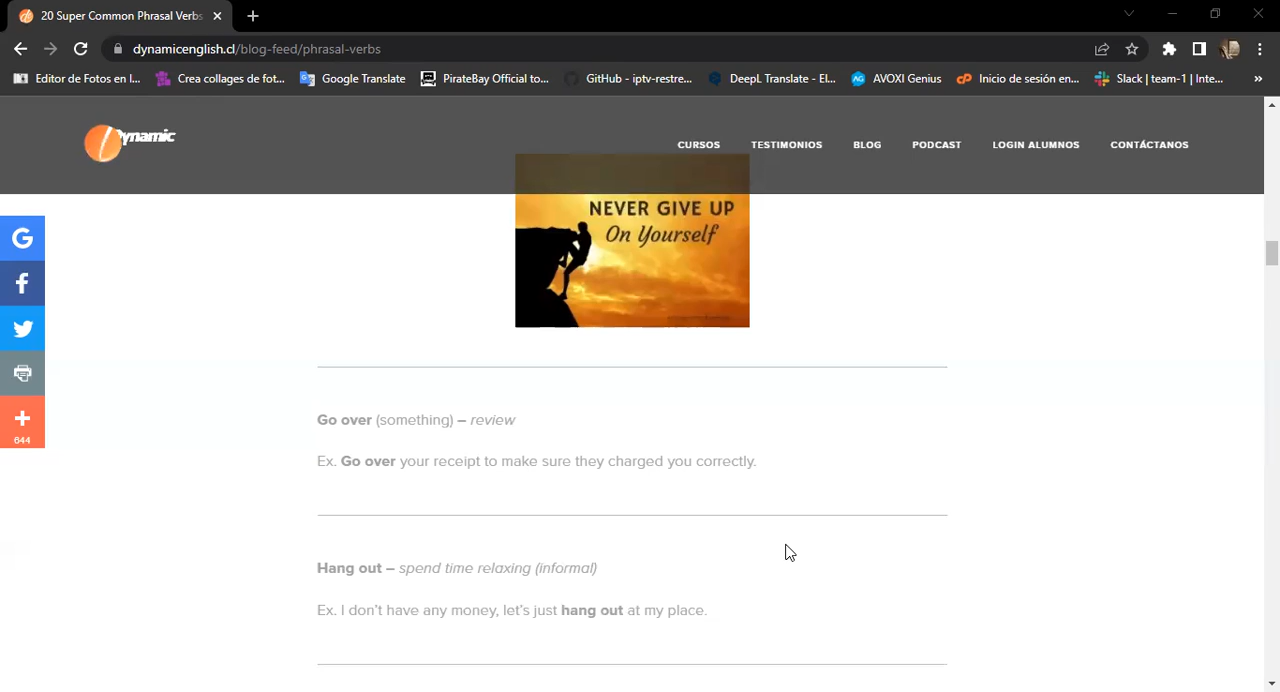 20 Super Common Phrasal Verbs
dynamicenglish.cl/blog-feed/phrasal-verbs
Editor de Fotos en l... Crea collages de fot... Google Translate PirateBay Official to... GitHub - iptv-restre... DeepL Translate - El... AVOXI Genius Inicio de sesión en... Slack | team-1 | Inte... »
Dynamic
CURSOS TESTIMONIOS BLOG PODCAST LOGIN ALUMNOS CONTÁCTANOS
NEVER GIVE UP
On Yourself
644
Go over (something) – review
Ex. Go over your receipt to make sure they charged you correctly.
Hang out – spend time relaxing (informal)
Ex. I don't have any money, let's just hang out at my place.